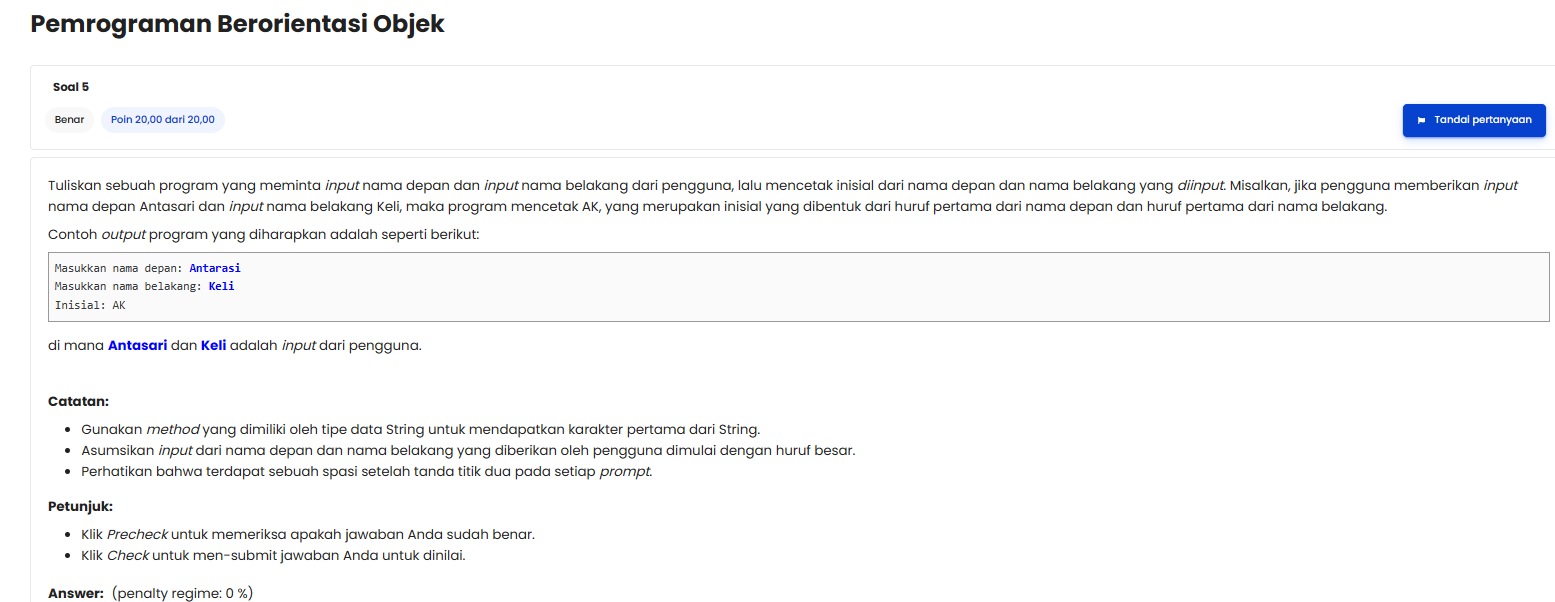 Pemrograman Berorientasi Objek
Soal 5
Benar
Poin 20,00 dari 20,00
Tandai pertanyaan
Tuliskan sebuah program yang meminta input nama depan dan input nama belakang dari pengguna, lalu mencetak inisial dari nama depan dan nama belakang yang diinput. Misalkan, jika pengguna memberikan input
nama depan Antasari dan input nama belakang Keli, maka program mencetak AK, yang merupakan inisial yang dibentuk dari huruf pertama dari nama depan dan huruf pertama dari nama belakang.
Contoh output program yang diharapkan adalah seperti berikut:
Masukkan nama depan: Antarasi
Masukkan nama belakang: Keli
Inisial: AK
di mana Antasari dan Keli adalah input dari pengguna.
Catatan:
Gunakan method yang dimiliki oleh tipe data String untuk mendapatkan karakter pertama dari String.
Asumsikan input dari nama depan dan nama belakang yang diberikan oleh pengguna dimulai dengan huruf besar.
Perhatikan bahwa terdapat sebuah spasi setelah tanda titik dua pada setiap prompt.
Petunjuk:
Klik Precheck untuk memeriksa apakah jawaban Anda sudah benar.
Klik Check untuk men-submit jawaban Anda untuk dinilai.
Answer: (penalty regime: 0 %)